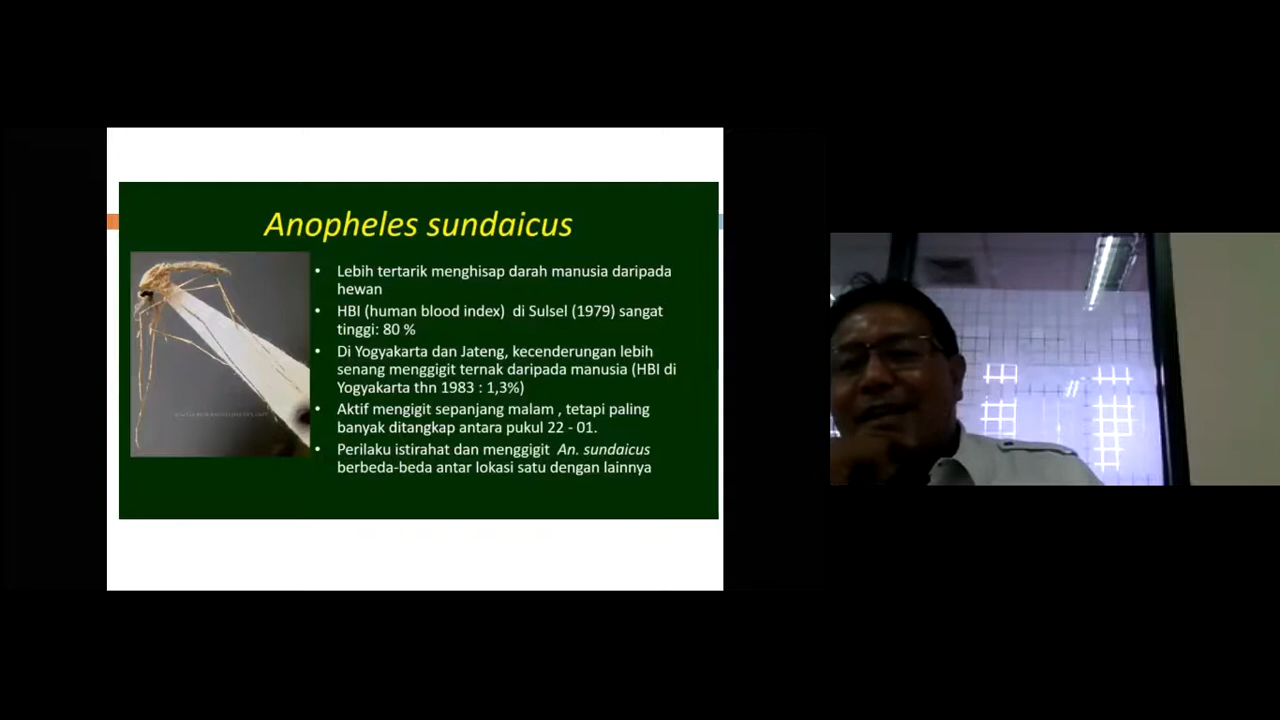 Anopheles sundaicus
• Lebih tertarik menghisap darah manusia daripada
hewan
• HBI (human blood index) di Sulsel (1979) sangat
tinggi: 80 %
• Di Yogyakarta dan Jateng, kecenderungan lebih
senang menggigit ternak daripada manusia (HBI di
Yogyakarta thn 1983 : 1,3%)
• Aktif mengigit sepanjang malam , tetapi paling
banyak ditangkap antara pukul 22 - 01.
• Perilaku istirahat dan menggigit An. sundaicus
berbeda-beda antar lokasi satu dengan lainnya